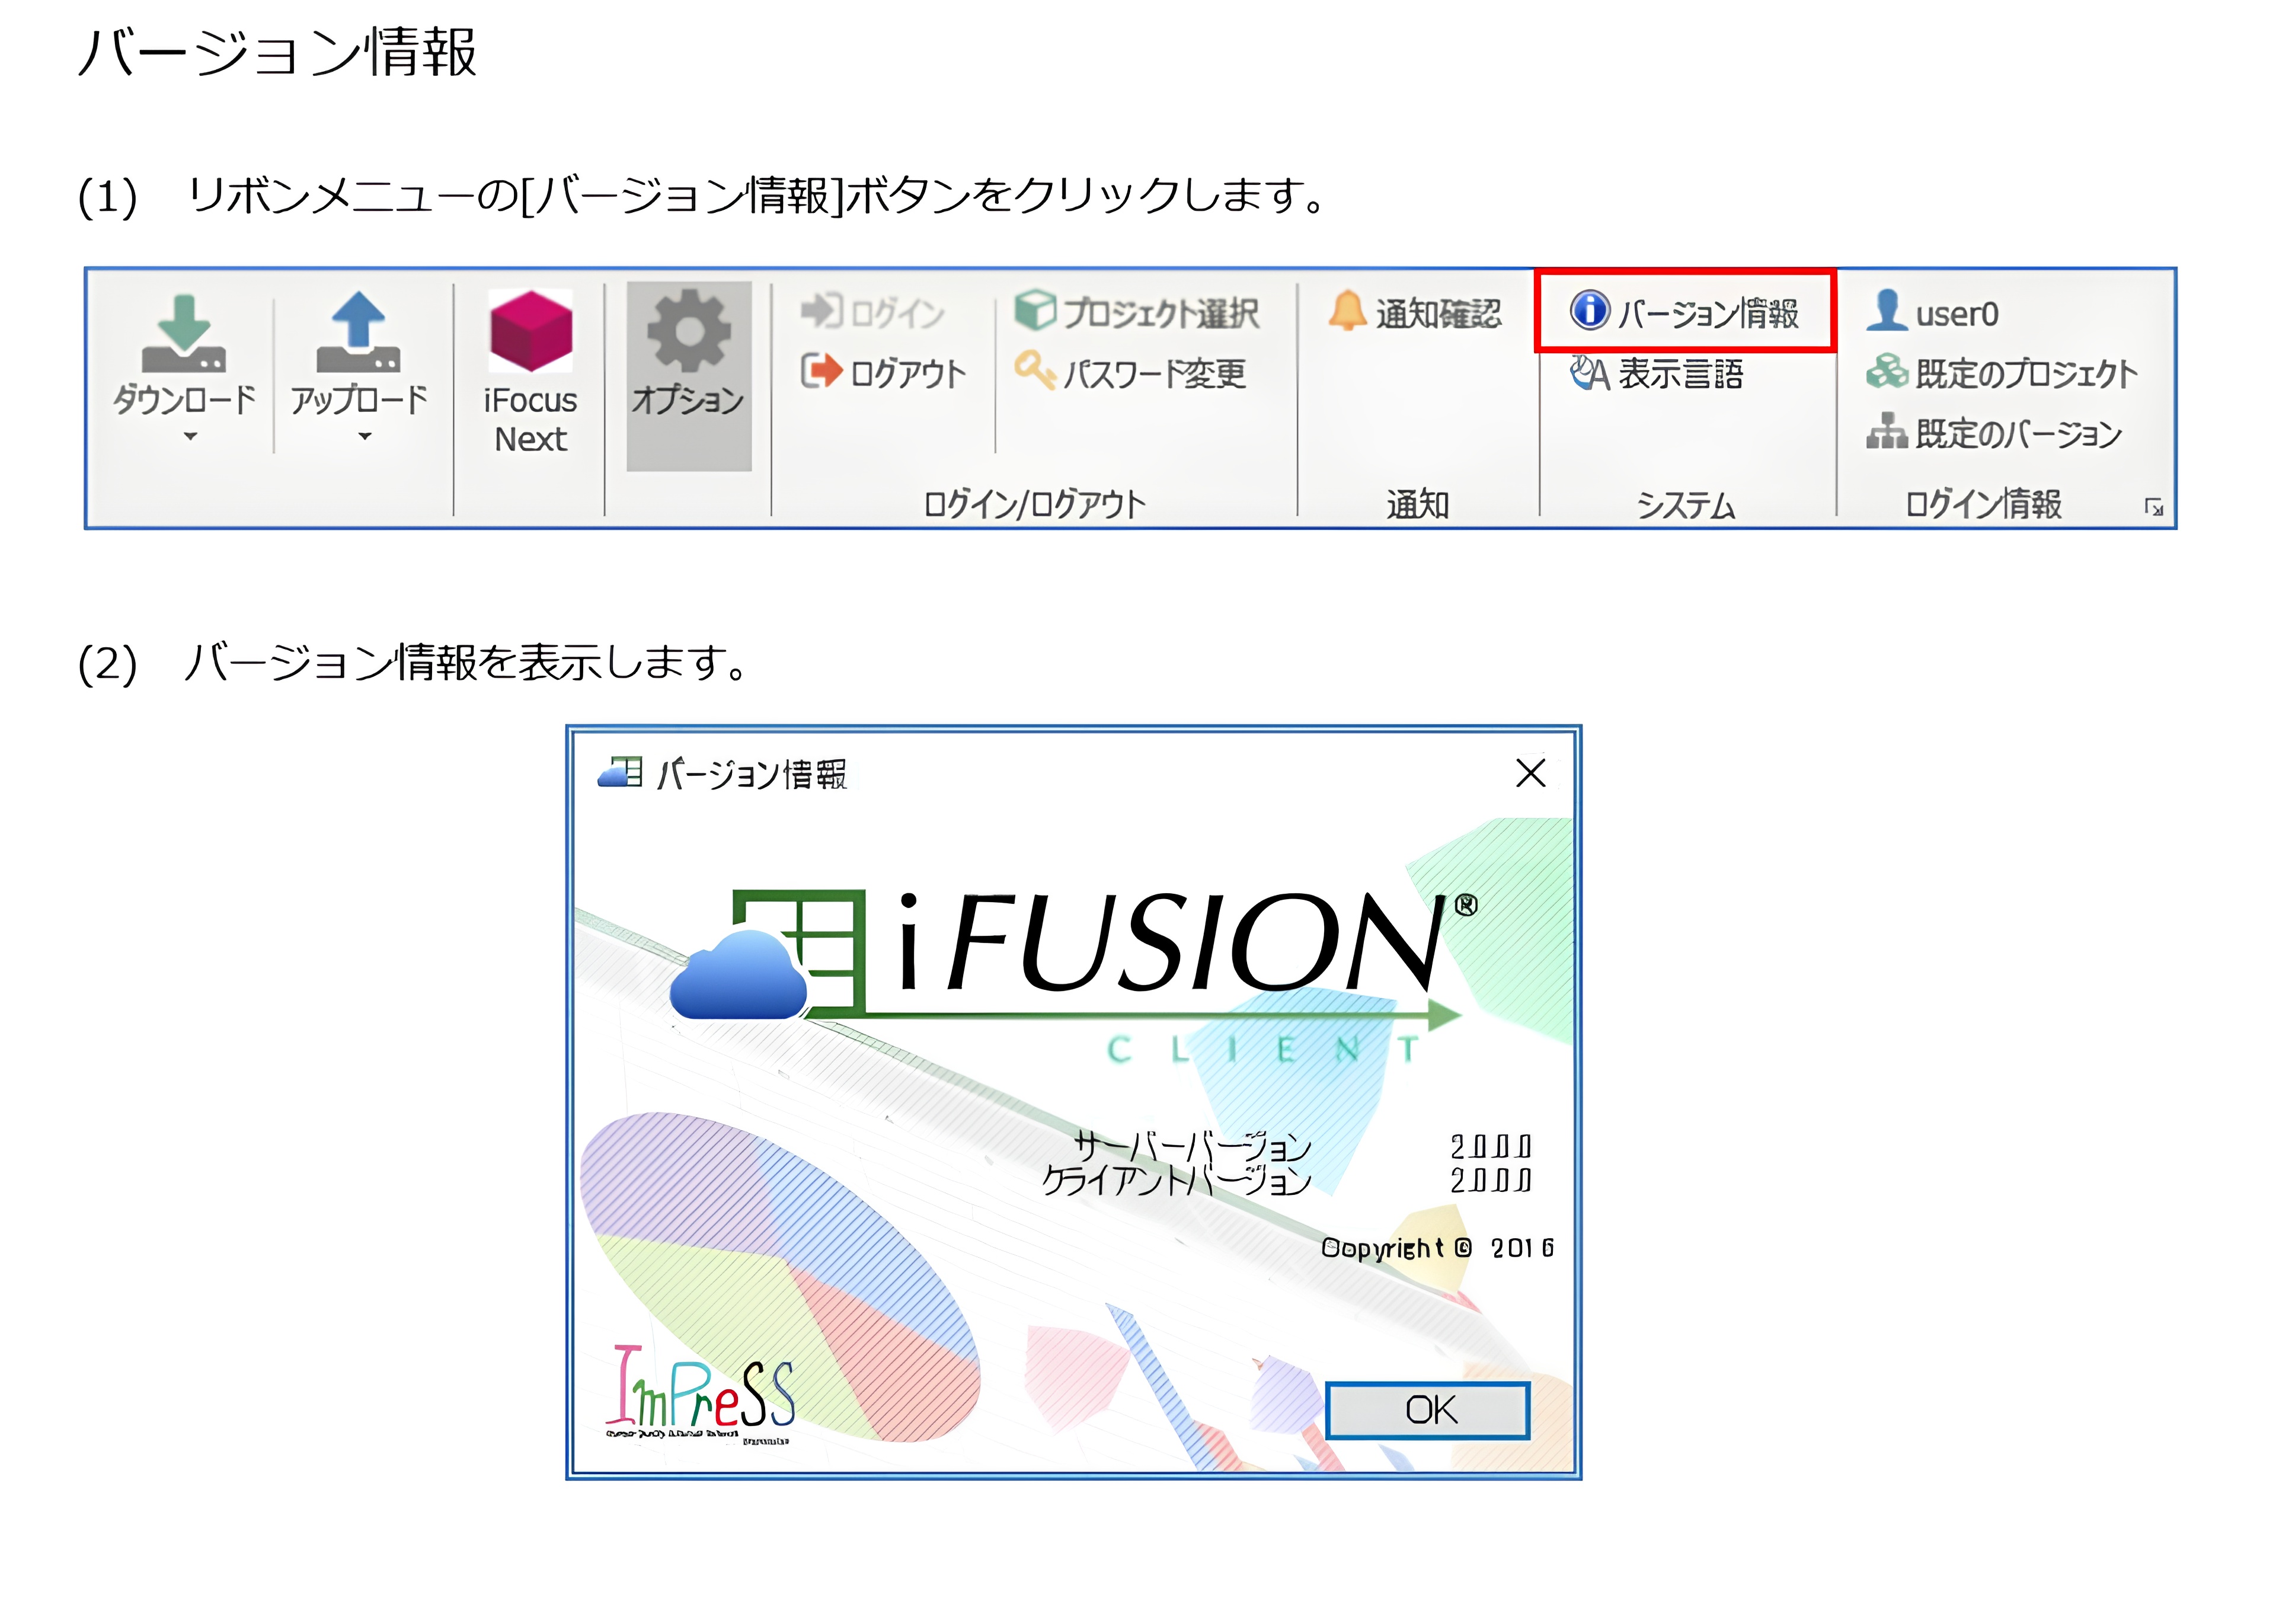 バージョン情報
(1) リボンメニューの[バージョン情報]ボタンをクリックします。
ダウンロード
アップロード
iFocus
Next
オプション
ログイン
ログアウト
プロジェクト選択
パスワード変更
ログイン/ログアウト
通知確認
通知
バージョン情報
表示言語
システム
user0
既定のプロジェクト
既定のバージョン
ログイン情報
(2) バージョン情報を表示します。
バージョン情報
iFUSION®
CLIENT
サーバーバージョン
クライアントバージョン
Copyright © 2016
ImPreSS
OK